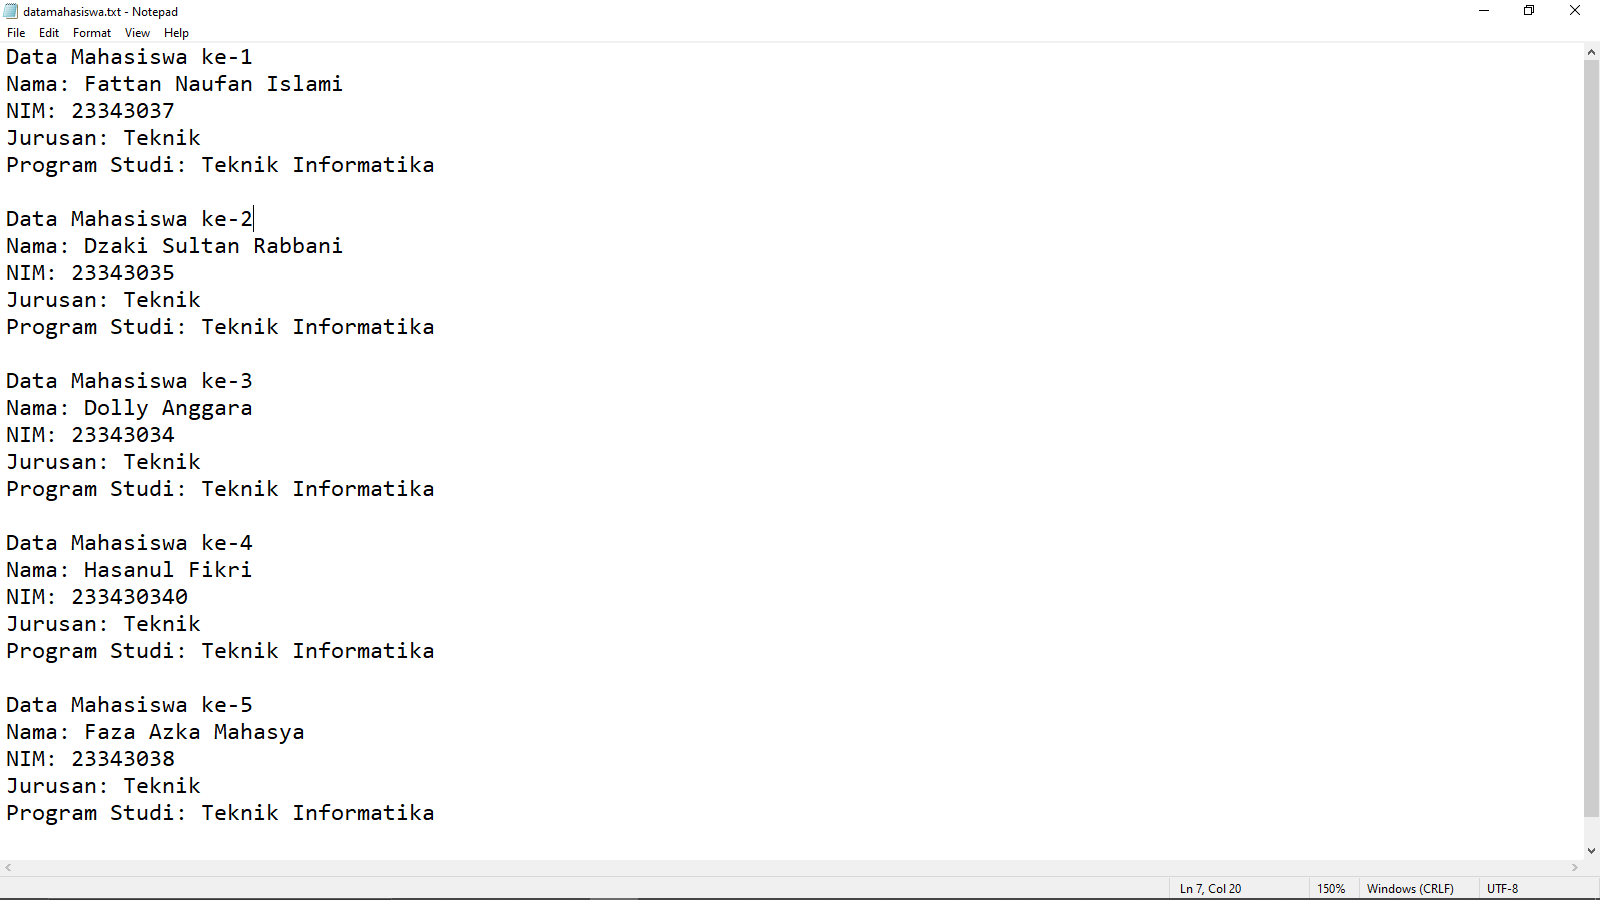 datamahasiswa.txt - Notepad
File Edit Format View Help
Data Mahasiswa ke-1
Nama: Fattan Naufan Islami
NIM: 23343037
Jurusan: Teknik
Program Studi: Teknik Informatika
Data Mahasiswa ke-2
Nama: Dzaki Sultan Rabbani
NIM: 23343035
Jurusan: Teknik
Program Studi: Teknik Informatika
Data Mahasiswa ke-3
Nama: Dolly Anggara
NIM: 23343034
Jurusan: Teknik
Program Studi: Teknik Informatika
Data Mahasiswa ke-4
Nama: Hasanul Fikri
NIM: 233430340
Jurusan: Teknik
Program Studi: Teknik Informatika
Data Mahasiswa ke-5
Nama: Faza Azka Mahasya
NIM: 23343038
Jurusan: Teknik
Program Studi: Teknik Informatika
Ln 7, Col 20 150% Windows (CRLF) UTF-8